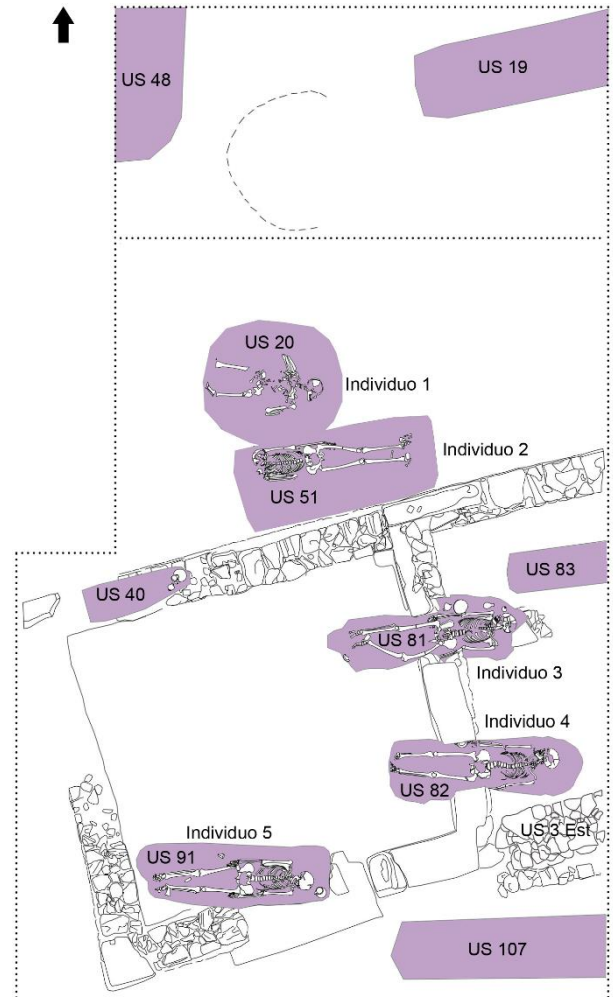 US 48
US 19
US 20
Individuo 1
Individuo 2
US 51
US 83
US 40
US 81
Individuo 3
Individuo 4
US 82
US 3 Est
Individuo 5
US 91
US 107